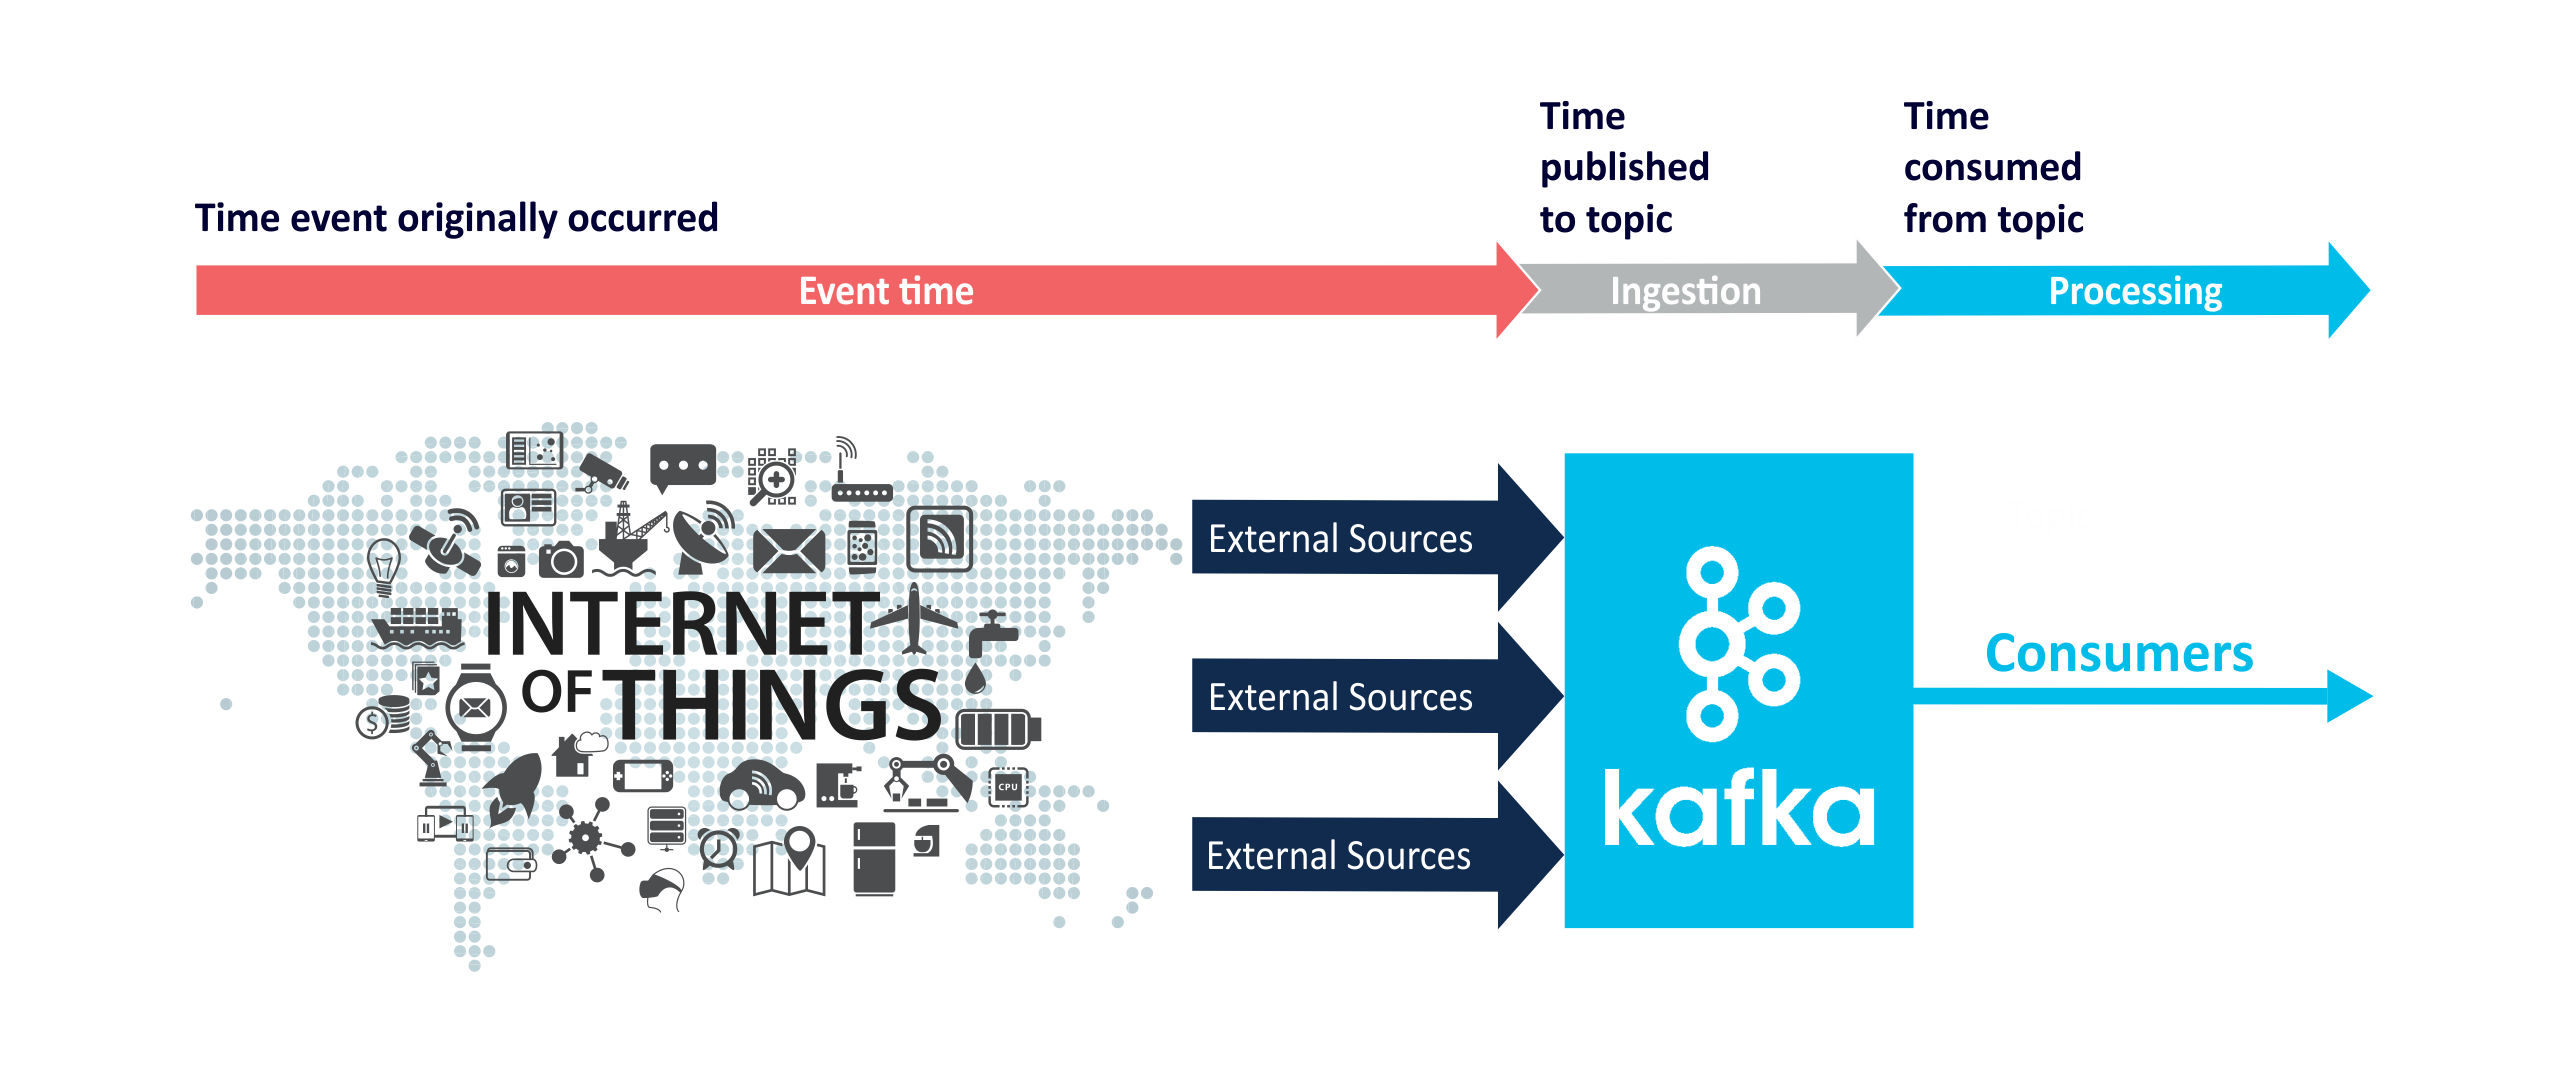 Time
published
to topic
Time
consumed
from topic
Time event originally occurred
Event time
Ingestion
Processing
External Sources
External Sources
External Sources
INTERNET
OF THINGS
CPU
$
kafka
Consumers